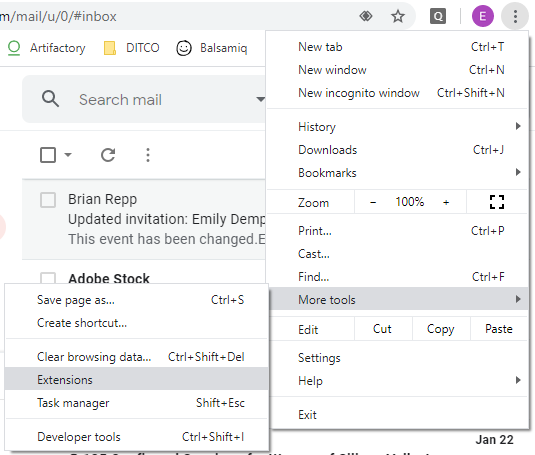 m/mail/u/0/#inbox
Q
E
Artifactory
DITCO
Balsamiq
Search mail
Brian Repp
Updated invitation: Emily Demp
This event has been changed.E
Adobe Stock
New tab Ctrl+T
New window Ctrl+N
New incognito window Ctrl+Shift+N
History
Downloads Ctrl+J
Bookmarks
Zoom − 100% +
Print... Ctrl+P
Cast...
Find... Ctrl+F
More tools
Edit Cut Copy Paste
Settings
Help
Exit
Save page as... Ctrl+S
Create shortcut...
Clear browsing data... Ctrl+Shift+Del
Extensions
Task manager Shift+Esc
Developer tools Ctrl+Shift+I
Jan 22